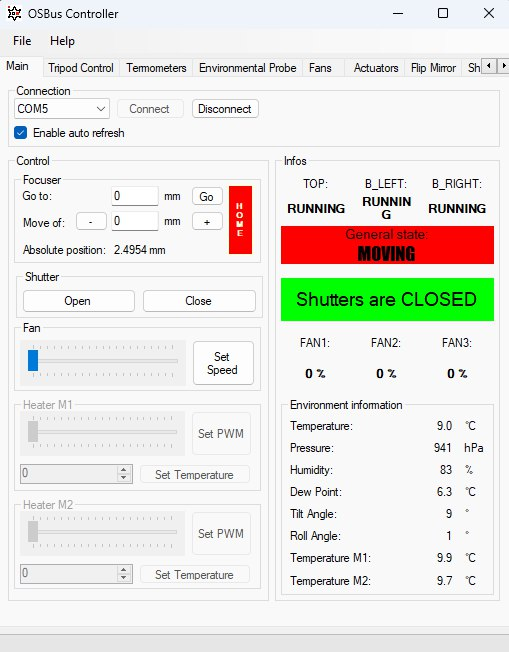 OSBus Controller
File Help
Main Tripod Control Termometers Environmental Probe Fans Actuators Flip Mirror Sh
Connection
COM5 Connect Disconnect
Enable auto refresh
Control
Focuser
Go to: 0 mm Go
Move of: - 0 mm +
HOME
Absolute position: 2.4954 mm
Shutter
Open Close
Fan
Set
Speed
Heater M1
Set PWM
0 Set Temperature
Heater M2
Set PWM
0 Set Temperature
Infos
TOP: B_LEFT: B_RIGHT:
RUNNING RUNNIN
G RUNNING
General state:
MOVING
Shutters are CLOSED
FAN1: FAN2: FAN3:
0 % 0 % 0 %
Environment information
Temperature: 9.0 °C
Pressure: 941 hPa
Humidity: 83 %
Dew Point: 6.3 °C
Tilt Angle: 9 °
Roll Angle: 1 °
Temperature M1: 9.9 °C
Temperature M2: 9.7 °C